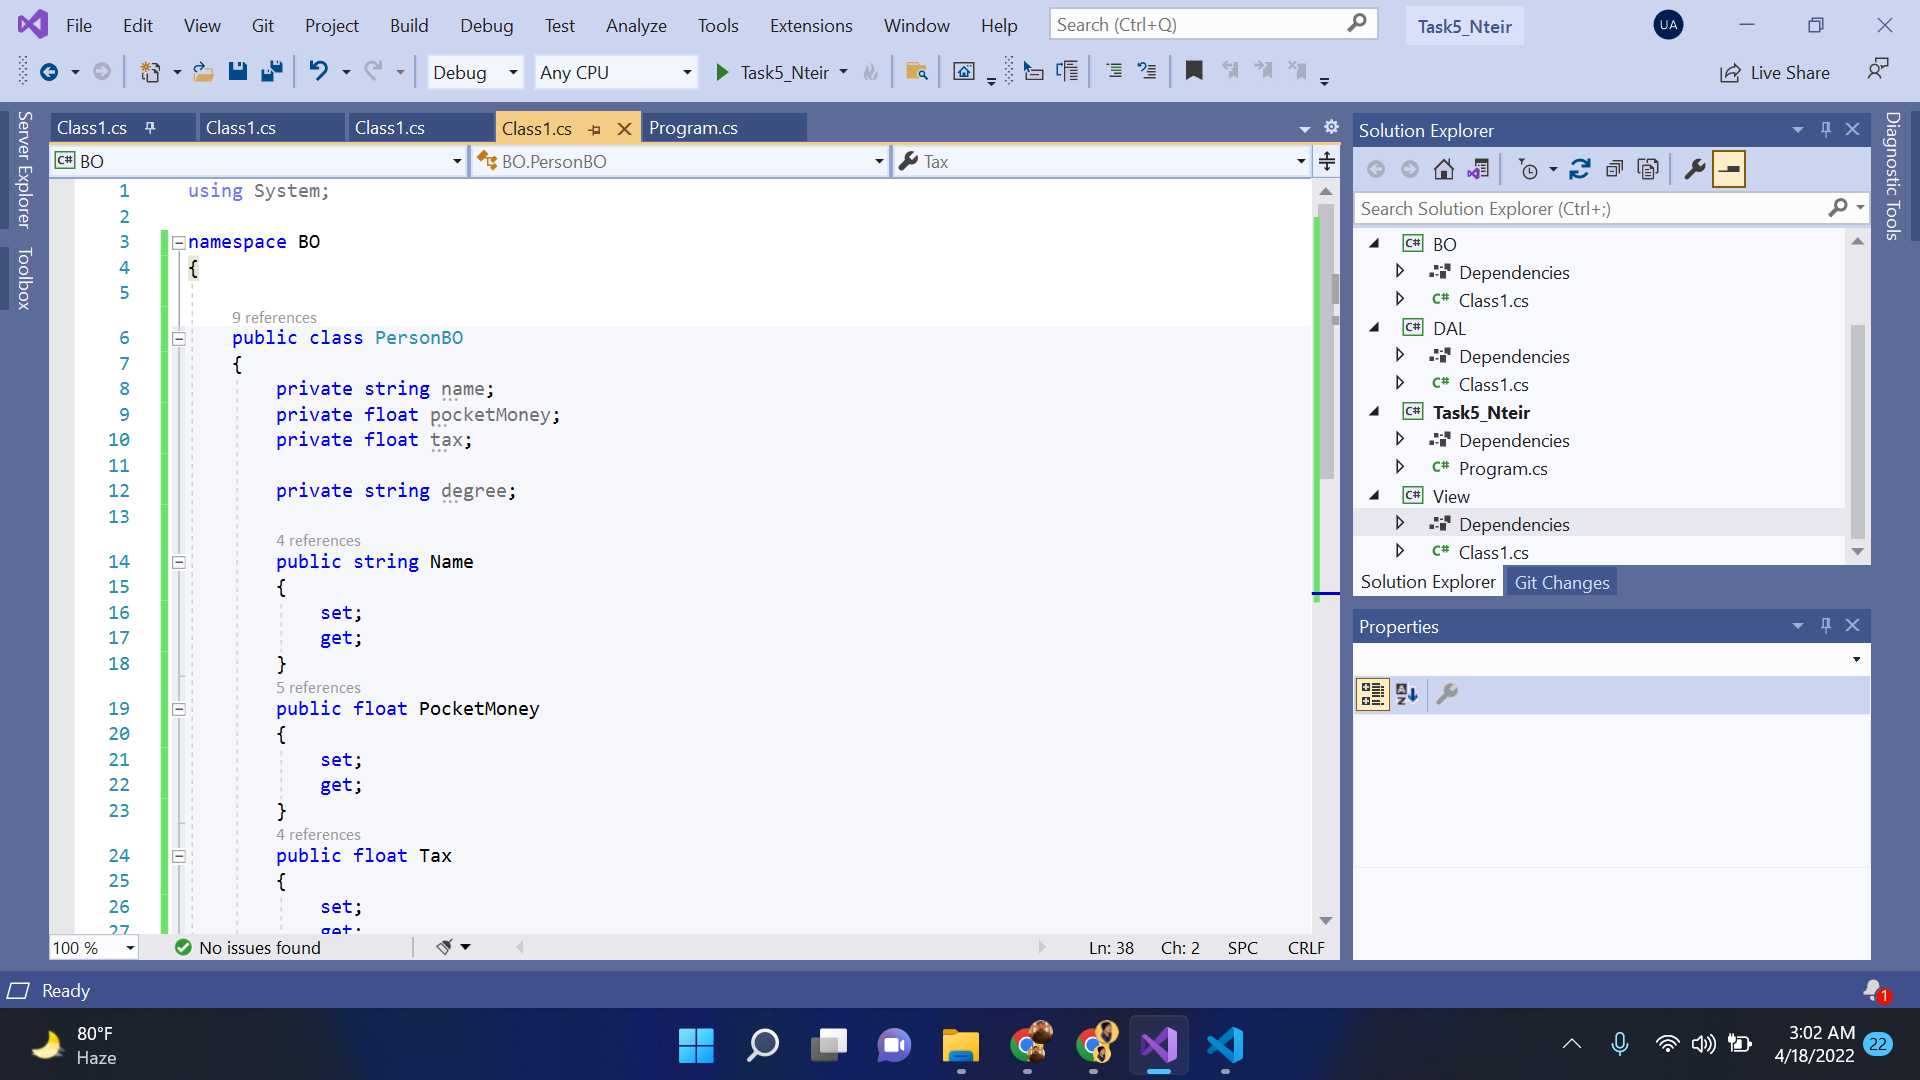 File Edit View Git Project Build Debug Test Analyze Tools Extensions Window Help Search (Ctrl+Q) Task5_Nteir UA
Debug Any CPU Task5_Nteir Live Share
Server Explorer
Toolbox
Class1.cs Class1.cs Class1.cs Class1.cs Program.cs
C# BO BO.PersonBO Tax
1 using System;
2
3 namespace BO
4 {
5
9 references
6 public class PersonBO
7 {
8 private string name;
9 private float pocketMoney;
10 private float tax;
11
12 private string degree;
13
4 references
14 public string Name
15 {
16 set;
17 get;
18 }
5 references
19 public float PocketMoney
20 {
21 set;
22 get;
23 }
4 references
24 public float Tax
25 {
26 set;
27 get;
100 % No issues found Ln: 38 Ch: 2 SPC CRLF
Solution Explorer
Search Solution Explorer (Ctrl+;)
C# BO
Dependencies
C# Class1.cs
C# DAL
Dependencies
C# Class1.cs
C# Task5_Nteir
Dependencies
C# Program.cs
C# View
Dependencies
C# Class1.cs
Solution Explorer Git Changes
Properties
A
Z
Diagnostic Tools
Ready 1
80°F
Haze
3:02 AM
4/18/2022 22